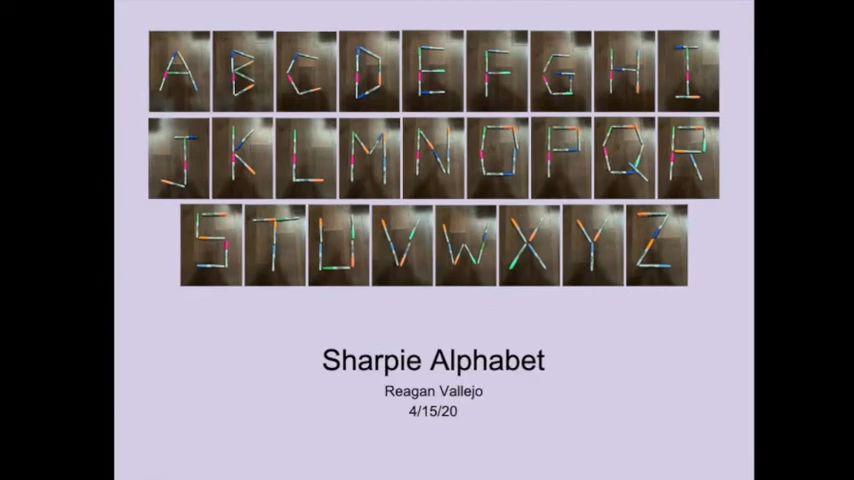 A B C D E F G H I
J K L M N O P Q R
S T U V W X Y Z
Sharpie Alphabet
Reagan Vallejo
4/15/20